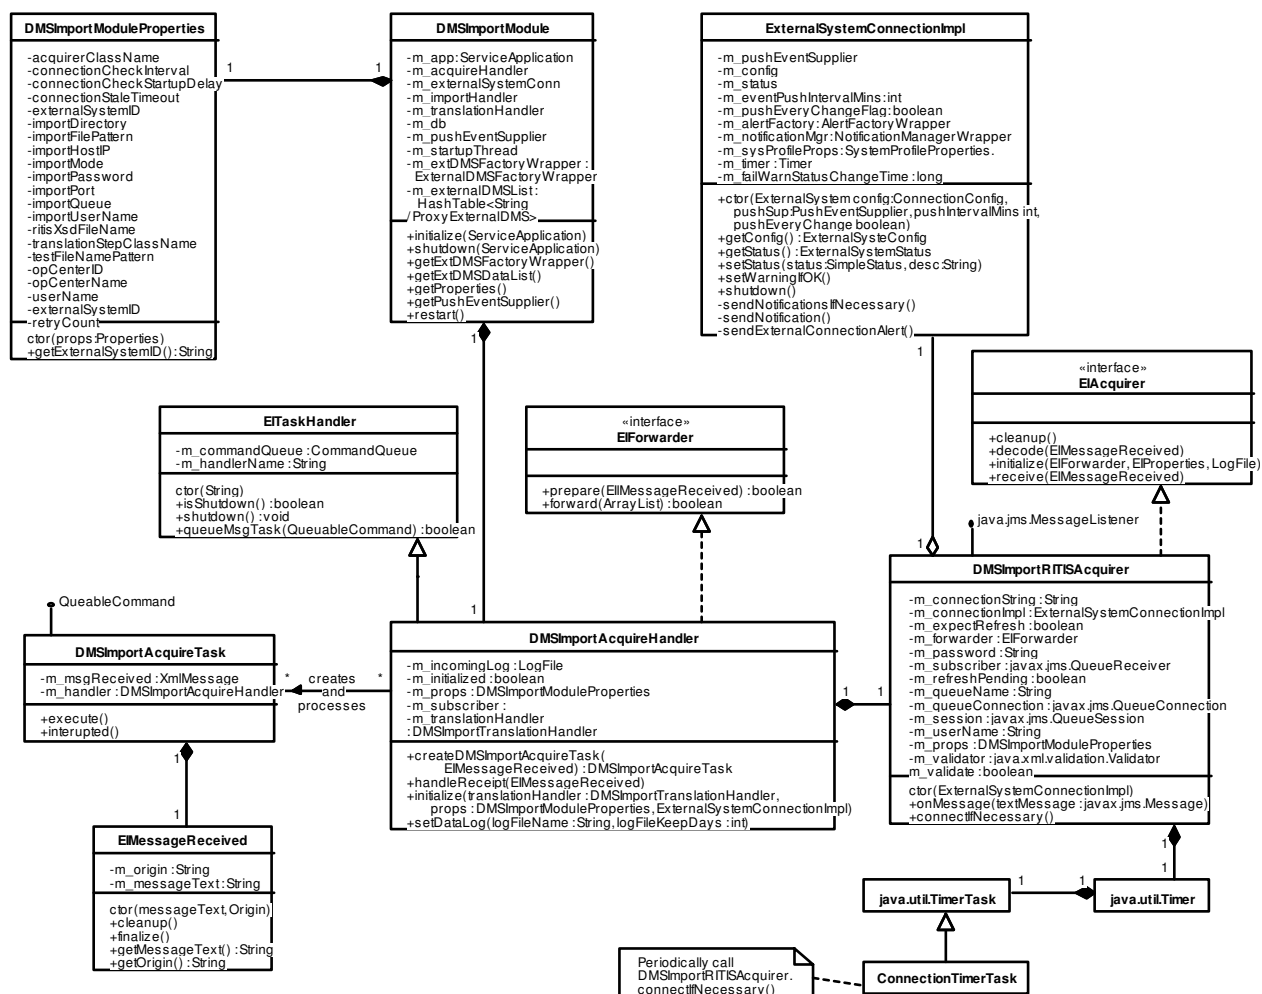 DMSImportModuleProperties
-acquirerClassName
-connectionCheckInterval
-connectionCheckStartupDelay
-connectionStaleTimeout
-externalSystemID
-importDirectory
-importFilePattern
-importHostIP
-importMode
-importPassword
-importPort
-importQueue
-importUserName
-ritisXsdFileName
-translationStepClassName
-testFileNamePattern
-opCenterID
-opCenterName
-userName
-externalSystemID
-retryCount
ctor(props:Properties)
+getExternalSystemID():String
1
1
DMSImportModule
-m_app:ServiceApplication
-m_acquireHandler
-m_externalSystemConn
-m_importHandler
-m_translationHandler
-m_db
-m_pushEventSupplier
-m_startupThread
-m_extDMSFactoryWrapper :
ExternalDMSFactoryWrapper
-m_externalDMSList :
HashTable<String
/ProxyExternalDMS>
+initialize(ServiceApplication)
+shutdown(ServiceApplication)
+getExtDMSFactoryWrapper()
+getExtDMSDataList()
+getProperties()
+getPushEventSupplier()
+restart()
1
1
ExternalSystemConnectionImpl
-m_pushEventSupplier
-m_config
-m_status
-m_eventPushIntervalMins:int
-m_pushEveryChangeFlag:boolean
-m_alertFactory:AlertFactoryWrapper
-m_notificationMgr:NotificationManagerWrapper
-m_sysProfileProps:SystemProfileProperties.
-m_timer :Timer
-m_failWarnStatusChangeTime :long
+ctor(ExternalSystem config:ConnectionConfig,
pushSup:PushEventSupplier,pushIntervalMins int,
pushEveryChange boolean)
+getConfig() : ExternalSysteConfig
+getStatus() : ExternalSystemStatus
+setStatus(status:SimpleStatus, desc:String)
+setWarningIfOK()
+shutdown()
-sendNotificationsIfNecessary()
-sendNotification()
-sendExternalConnectionAlert()
1
1
«interface»
EIAcquirer
+cleanup()
+decode(EIMessageReceived)
+initialize(EIForwarder, EIProperties, LogFile)
+receive(EIMessageReceived)
EITaskHandler
-m_commandQueue :CommandQueue
-m_handlerName :String
ctor(String)
+isShutdown() :boolean
+shutdown() :void
+queueMsgTask(QueuableCommand) :boolean
«interface»
EIForwarder
+prepare(EIIMessageReceived) :boolean
+forward(ArrayList) :boolean
java.jms.MessageListener
QueableCommand
DMSImportAcquireTask
-m_msgReceived :XmlMessage
-m_handler :DMSImportAcquireHandler
+execute()
+interupted()
*
creates
and
processes
*
1
1
DMSImportAcquireHandler
-m_incomingLog :LogFile
-m_initialized :boolean
-m_props :DMSImportModuleProperties
-m_subscriber :
-m_translationHandler
:DMSImportTranslationHandler
+createDMSImportAcquireTask(
EIMessageReceived) :DMSImportAcquireTask
+handleReceipt(EIMessageReceived)
+initialize(translationHandler :DMSImportTranslationHandler,
props :DMSImportModuleProperties,ExternalSystemConnectionImpl)
+setDataLog(logFileName :String,logFileKeepDays :int)
1
1
DMSImportRITISAcquirer
-m_connectionString :String
-m_connectionImpl :ExternalSystemConnectionImpl
-m_expectRefresh :boolean
-m_forwarder :EIForwarder
-m_password :String
-m_subscriber :javax.jms.QueueReceiver
-m_refreshPending :boolean
-m_queueName :String
-m_queueConnection :javax.jms.QueueConnection
-m_session :javax.jms.QueueSession
-m_userName :String
-m_props :DMSImportModuleProperties
-m_validator :java.xml.validation.Validator
m_validate :boolean
ctor(ExternalSystemConnectionImpl)
+onMessage(textMessage :javax.jms.Message)
+connectIfNecessary()
1
1
EIMessageReceived
-m_origin :String
-m_messageText :String
ctor(messageText,Origin)
+cleanup()
+finalize()
+getMessageText() :String
+getOrigin() :String
java.util.TimerTask
1
1
java.util.Timer
Periodically call
DMSImportRITISAcquirer.
connectIfNecessary()
ConnectionTimerTask